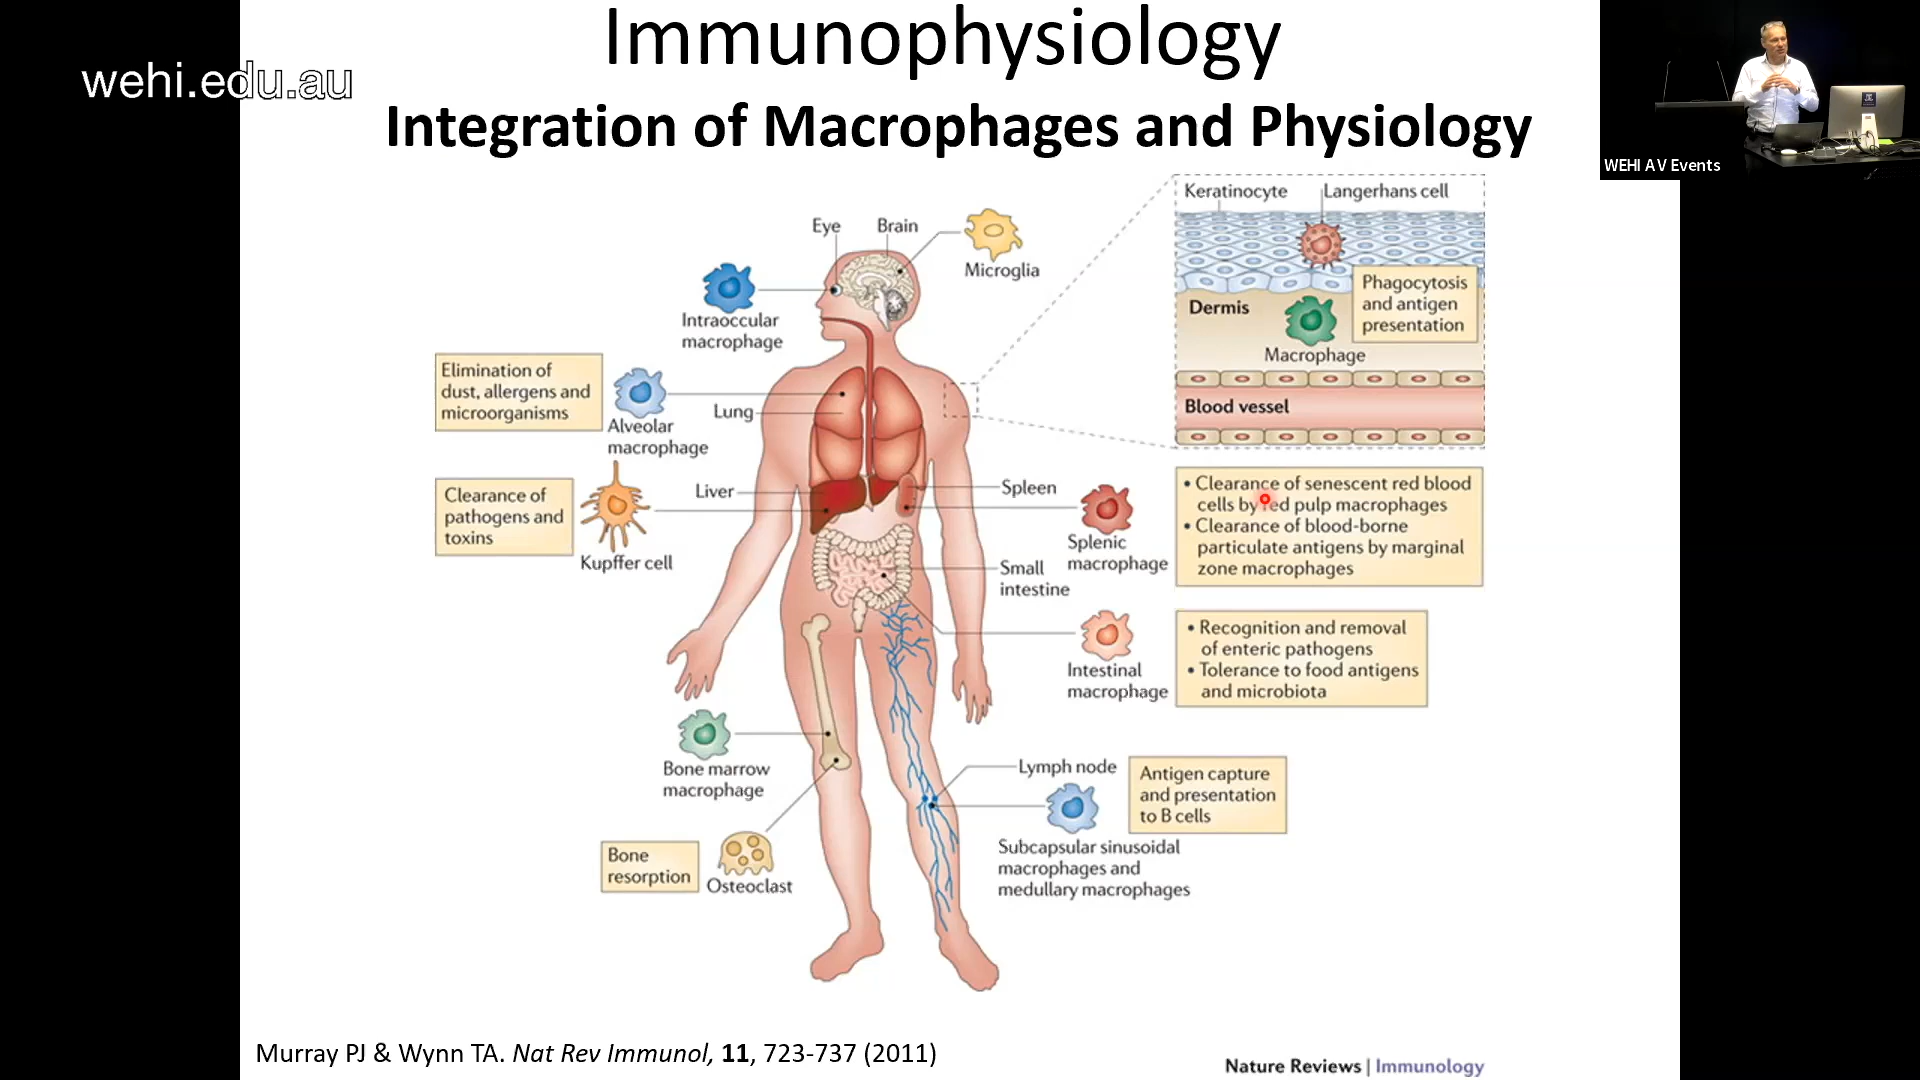 Immunophysiology
wehi.edu.au
Integration of Macrophages and Physiology
WEHI AV Events
Keratinocyte
Langerhans cell
Eye
Brain
Microglia
Intraoccular
macrophage
Phagocytosis
and antigen
presentation
Dermis
Macrophage
Blood vessel
Elimination of
dust, allergens and
microorganisms
Alveolar
macrophage
Lung
Clearance of
pathogens and
toxins
Kupffer cell
Liver
Spleen
Splenic
macrophage
• Clearance of senescent red blood
cells by red pulp macrophages
• Clearance of blood-borne
particulate antigens by marginal
zone macrophages
Small
intestine
Intestinal
macrophage
• Recognition and removal
of enteric pathogens
• Tolerance to food antigens
and microbiota
Bone marrow
macrophage
Lymph node
Antigen capture
and presentation
to B cells
Subcapsular sinusoidal
macrophages and
medullary macrophages
Bone
resorption
Osteoclast
Murray PJ & Wynn TA. Nat Rev Immunol, 11, 723-737 (2011)
Nature Reviews | Immunology